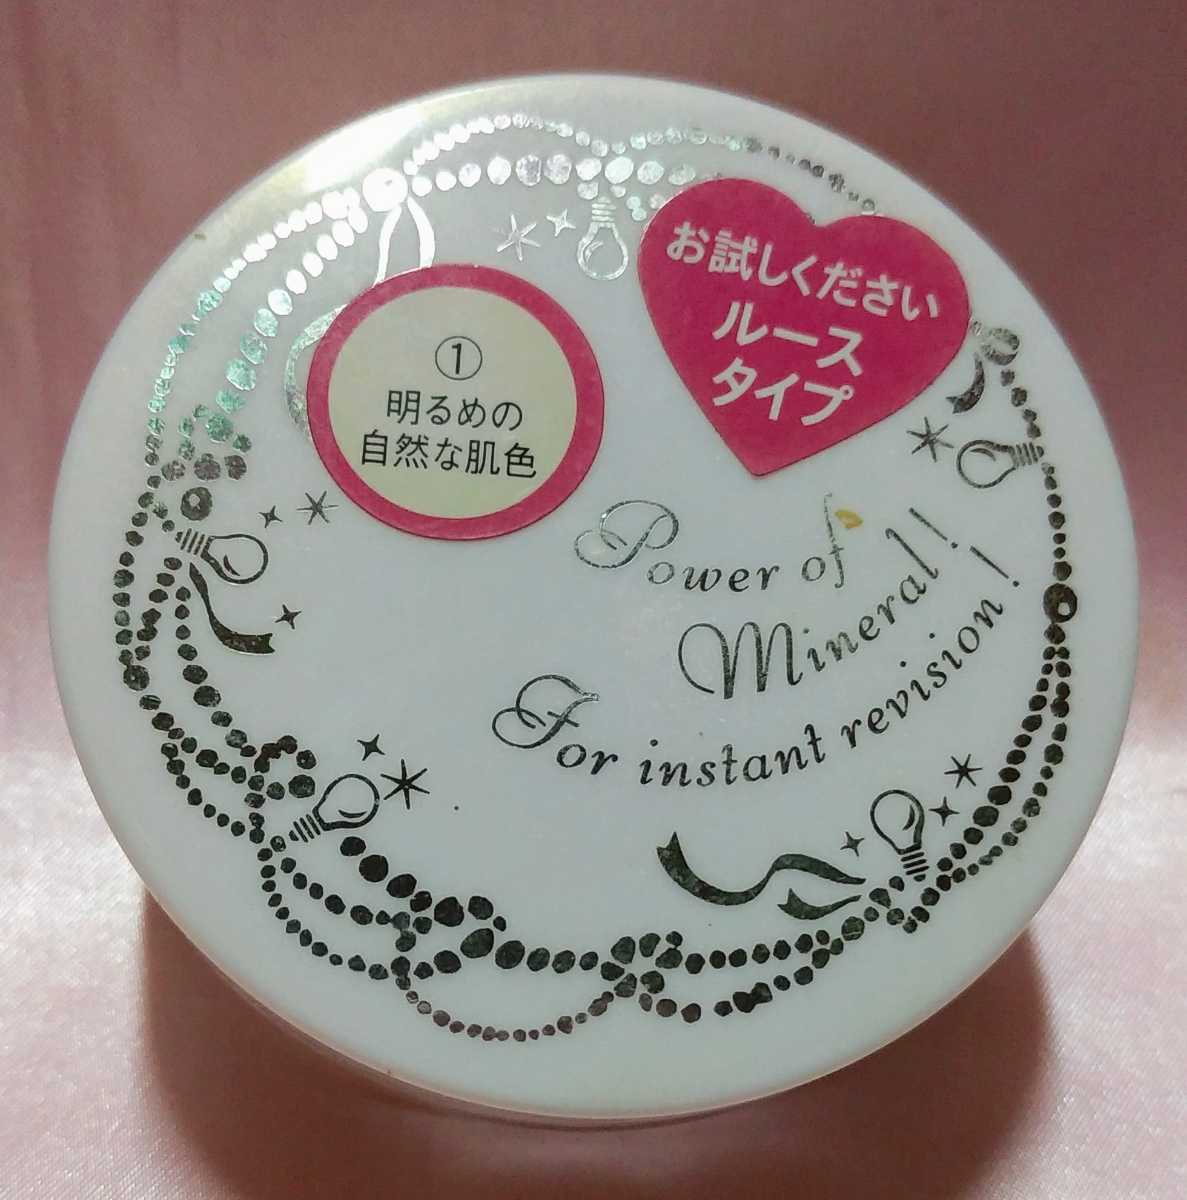 お試しください
ルース
タイプ
①
明るめの
自然な肌色
Power of
Mineral!
For instant revision!